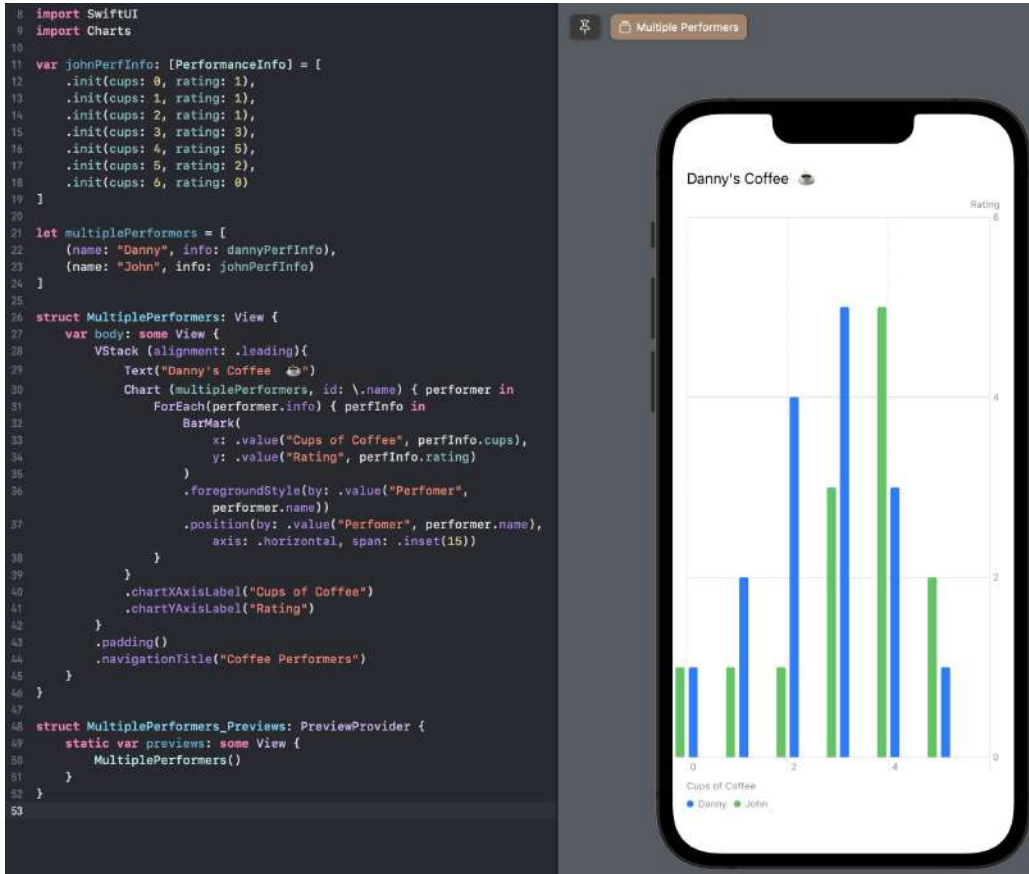 8 import SwiftUI
9 import Charts
10
11 var johnPerfInfo: [PerformanceInfo] = [
12 .init(cups: 0, rating: 1),
13 .init(cups: 1, rating: 1),
14 .init(cups: 2, rating: 1),
15 .init(cups: 3, rating: 3),
16 .init(cups: 4, rating: 5),
17 .init(cups: 5, rating: 2),
18 .init(cups: 6, rating: 0)
19 ]
20
21 let multiplePerformers = [
22 (name: "Danny", info: dannyPerfInfo),
23 (name: "John", info: johnPerfInfo)
24 ]
25
26 struct MultiplePerformers: View {
27 var body: some View {
28 VStack (alignment: .leading){
29 Text("Danny's Coffee ☕")
30 Chart (multiplePerformers, id: \.name) { performer in
31 ForEach(performer.info) { perfInfo in
32 BarMark(
33 x: .value("Cups of Coffee", perfInfo.cups),
34 y: .value("Rating", perfInfo.rating)
35 )
36 .foregroundStyle(by: .value("Perfomer",
performer.name))
37 .position(by: .value("Perfomer", performer.name),
axis: .horizontal, span: .inset(15))
38 }
39 }
40 .chartXAxisLabel("Cups of Coffee")
41 .chartYAxisLabel("Rating")
42 }
43 .padding()
44 .navigationTitle("Coffee Performers")
45 }
46 }
47
48 struct MultiplePerformers_Previews: PreviewProvider {
49 static var previews: some View {
50 MultiplePerformers()
51 }
52 }
53
Multiple Performers
Danny's Coffee ☕
Rating
6
4
2
0
0 2 4
Cups of Coffee
Danny John